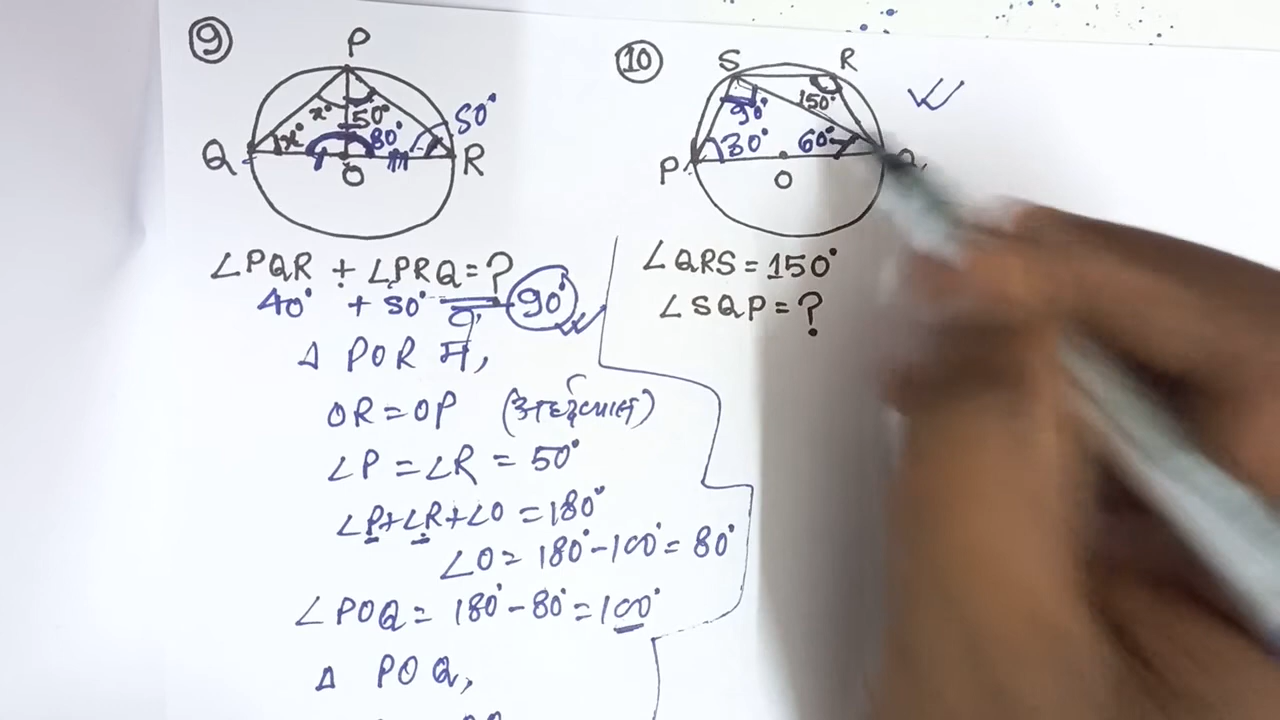 9
P
x° 50°
x° 80° 50°
Q O R
∠PQR + ∠PRQ = ?
40° + 50° = 90°
Δ POR में,
OR = OP
∠P = ∠R = 50°
∠P+∠R+∠O = 180°
∠O = 180° - 100° = 80°
∠POQ = 180° - 80° = 100°
Δ POQ,
10
S R
90° 150°
30° 60°
P O Q
∠QRS = 150°
∠SQP = ?